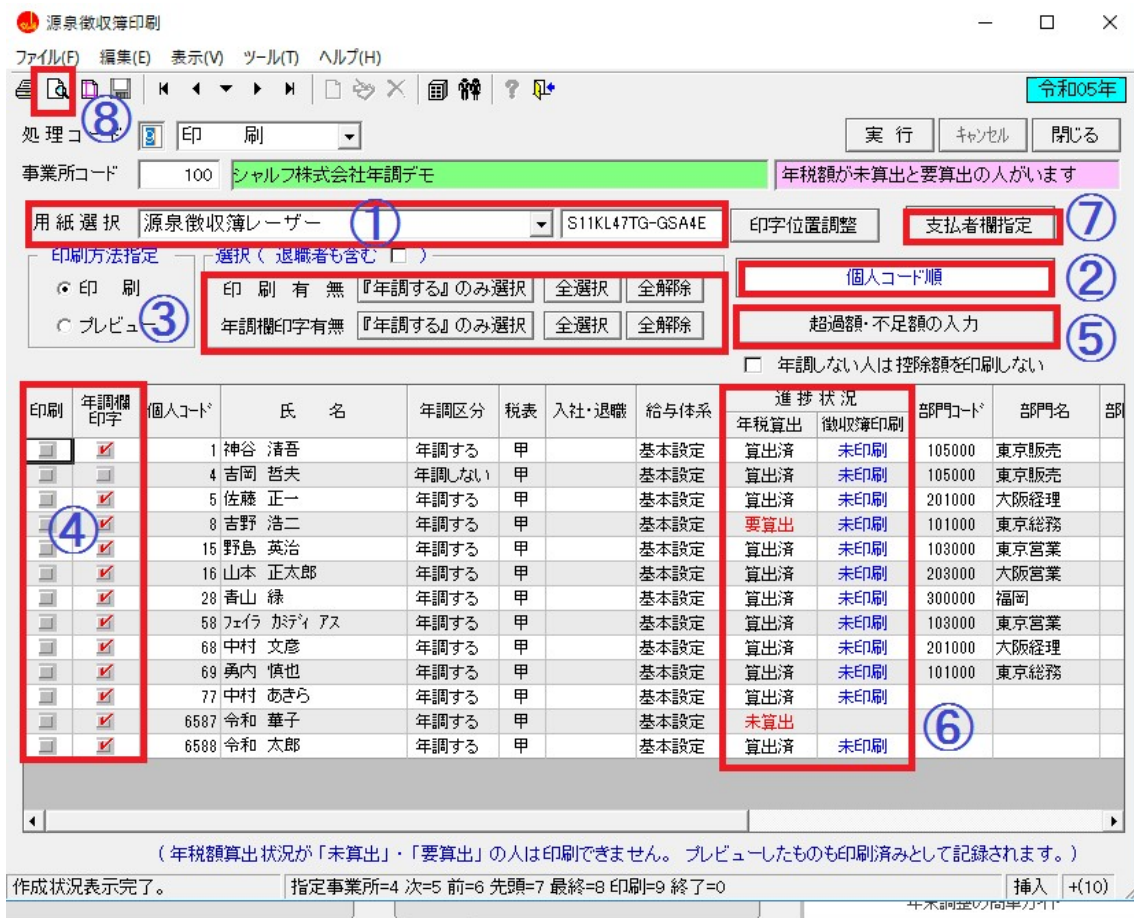 源泉徴収簿印刷
ファイル(F) 編集(E) 表示(V) ツール(T) ヘルプ(H)
⑧
令和05年
処理コード 3 印 刷 実 行 キャンセル 閉じる
事業所コード 100 シャルフ株式会社年調デモ 年税額が未算出と要算出の人がいます
用紙選択 源泉徴収簿レーザー ① S11KL47TG-GSA4E 印字位置調整 支払者欄指定 ⑦
印刷方法指定 選択( 退職者も含む )
印 刷 印 刷 有 無 『年調する』のみ選択 全選択 全解除 個人コード順 ②
プレビュー ③ 年調欄印字有無 『年調する』のみ選択 全選択 全解除 超過額・不足額の入力 ⑤
年調しない人は控除額を印刷しない
印刷 年調欄印字 個人コード 氏 名 年調区分 税表 入社・退職 給与体系 進捗状況 年税算出 徴収簿印刷 部門コード 部門名
1 神谷 清吾 年調する 甲 基本設定 算出済 未印刷 105000 東京販売
4 吉岡 哲夫 年調しない 甲 基本設定 算出済 未印刷 105000 東京販売
5 佐藤 正一 年調する 甲 基本設定 算出済 未印刷 201000 大阪経理
④ 8 吉野 浩二 年調する 甲 基本設定 要算出 未印刷 101000 東京総務
15 野島 英治 年調する 甲 基本設定 算出済 未印刷 103000 東京営業
16 山本 正太郎 年調する 甲 基本設定 算出済 未印刷 203000 大阪営業
28 青山 緑 年調する 甲 基本設定 算出済 未印刷 300000 福岡
58 フェイラ カミディ アス 年調する 甲 基本設定 算出済 未印刷 103000 東京営業
68 中村 文彦 年調する 甲 基本設定 算出済 未印刷 201000 大阪経理
69 勇内 慎也 年調する 甲 基本設定 算出済 未印刷 101000 東京総務
77 中村 あきら 年調する 甲 基本設定 算出済 未印刷
6587 令和 華子 年調する 甲 基本設定 未算出 ⑥
6588 令和 太郎 年調する 甲 基本設定 算出済 未印刷
(年税額算出状況が「未算出」・「要算出」の人は印刷できません。 プレビューしたものも印刷済みとして記録されます。)
作成状況表示完了。 指定事業所=4 次=5 前=6 先頭=7 最終=8 印刷=9 終了=0 挿入 +(10)